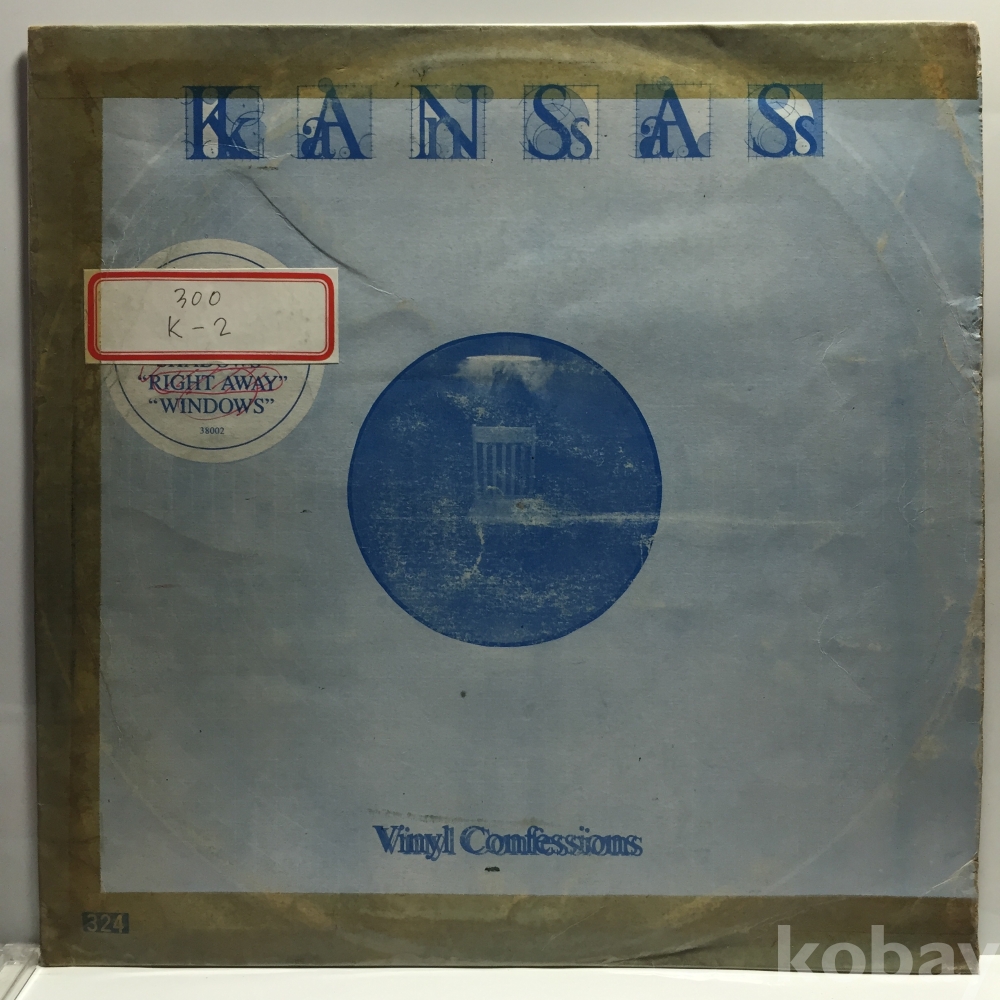 KANSAS
300
K-2
"RIGHT AWAY"
"WINDOWS"
38002
Vinyl Confessions
324
kobay